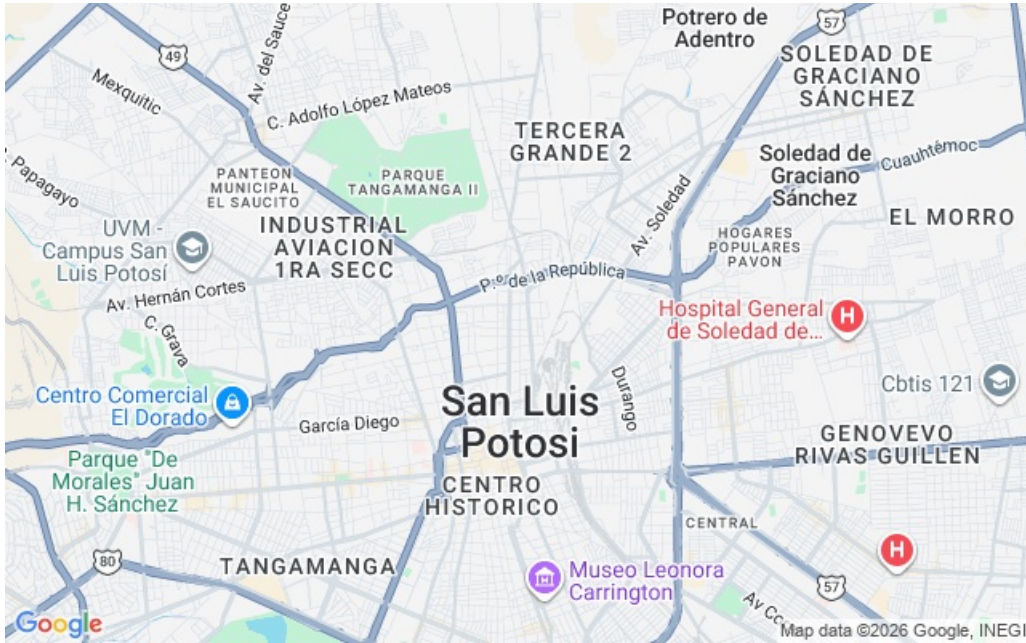 Potrero de
Adentro
57
SOLEDAD DE
GRACIANO
SÁNCHEZ
49
Av. del Sauce
Mexquitic
C. Adolfo López Mateos
TERCERA
GRANDE 2
Cuauhtémoc
Soledad de
Graciano
Sánchez
Papagayo
PANTEON
MUNICIPAL
EL SAUCITO
PARQUE
TANGAMANGA II
Av. Soledad
EL MORRO
UVM -
Campus San
Luis Potosí
INDUSTRIAL
AVIACION
1RA SECC
HOGARES
POPULARES
PAVON
P.º de la República
Av. Hernán Cortes
C. Grava
Hospital General
de Soledad de...
H
Durango
Cbtis 121
Centro Comercial
El Dorado
San Luis
Potosi
García Diego
GENOVEVO
RIVAS GUILLEN
Parque "De
Morales" Juan
H. Sánchez
CENTRO
HISTORICO
CENTRAL
80
TANGAMANGA
H
Museo Leonora
Carrington
57
Google
Map data ©2026 Google, INEGI